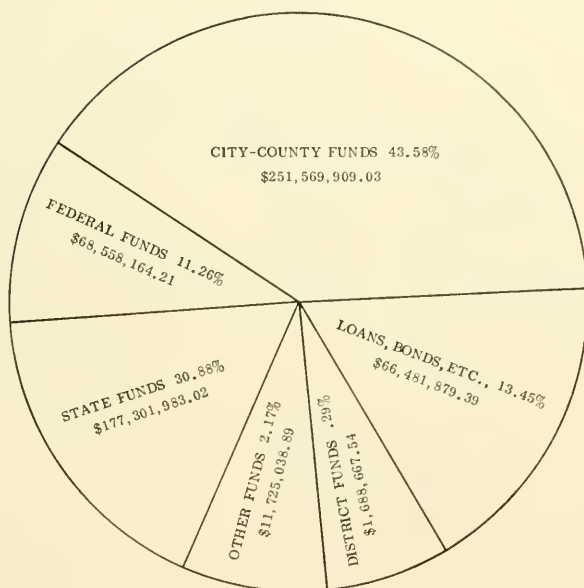 CITY-COUNTY FUNDS 43.58%
$251,569,909.03
FEDERAL FUNDS 11.26%
$68,558,164.21
LOANS, BONDS, ETC., 13.45%
$66,481,879.39
STATE FUNDS 30.88%
$177,301,983.02
OTHER FUNDS 2.17%
$11,725,038.89
DISTRICT FUNDS .29%
$1,688,667.54